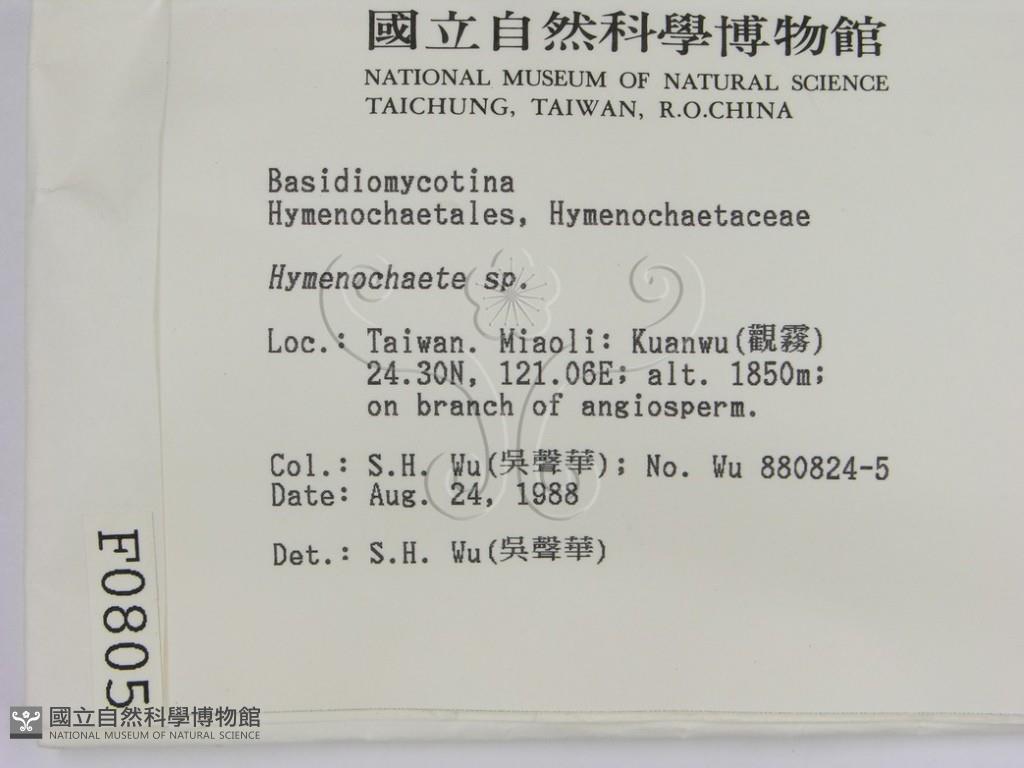 國立自然科學博物館
NATIONAL MUSEUM OF NATURAL SCIENCE
TAICHUNG, TAIWAN, R.O.CHINA
Basidiomycotina
Hymenochaetales, Hymenochaetaceae
Hymenochaete sp.
Loc.: Taiwan. Miaoli: Kuanwu(觀霧)
24.30N, 121.06E; alt. 1850m;
on branch of angiosperm.
Col.: S.H. Wu(吳聲華); No. Wu 880824-5
Date: Aug. 24, 1988
Det.: S.H. Wu(吳聲華)
F0805
國立自然科學博物館
NATIONAL MUSEUM OF NATURAL SCIENCE